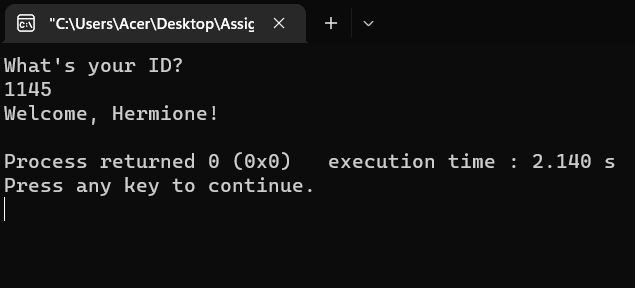 "C:\Users\Acer\Desktop\Assig
What's your ID?
1145
Welcome, Hermione!
Process returned 0 (0x0)   execution time : 2.140 s
Press any key to continue.